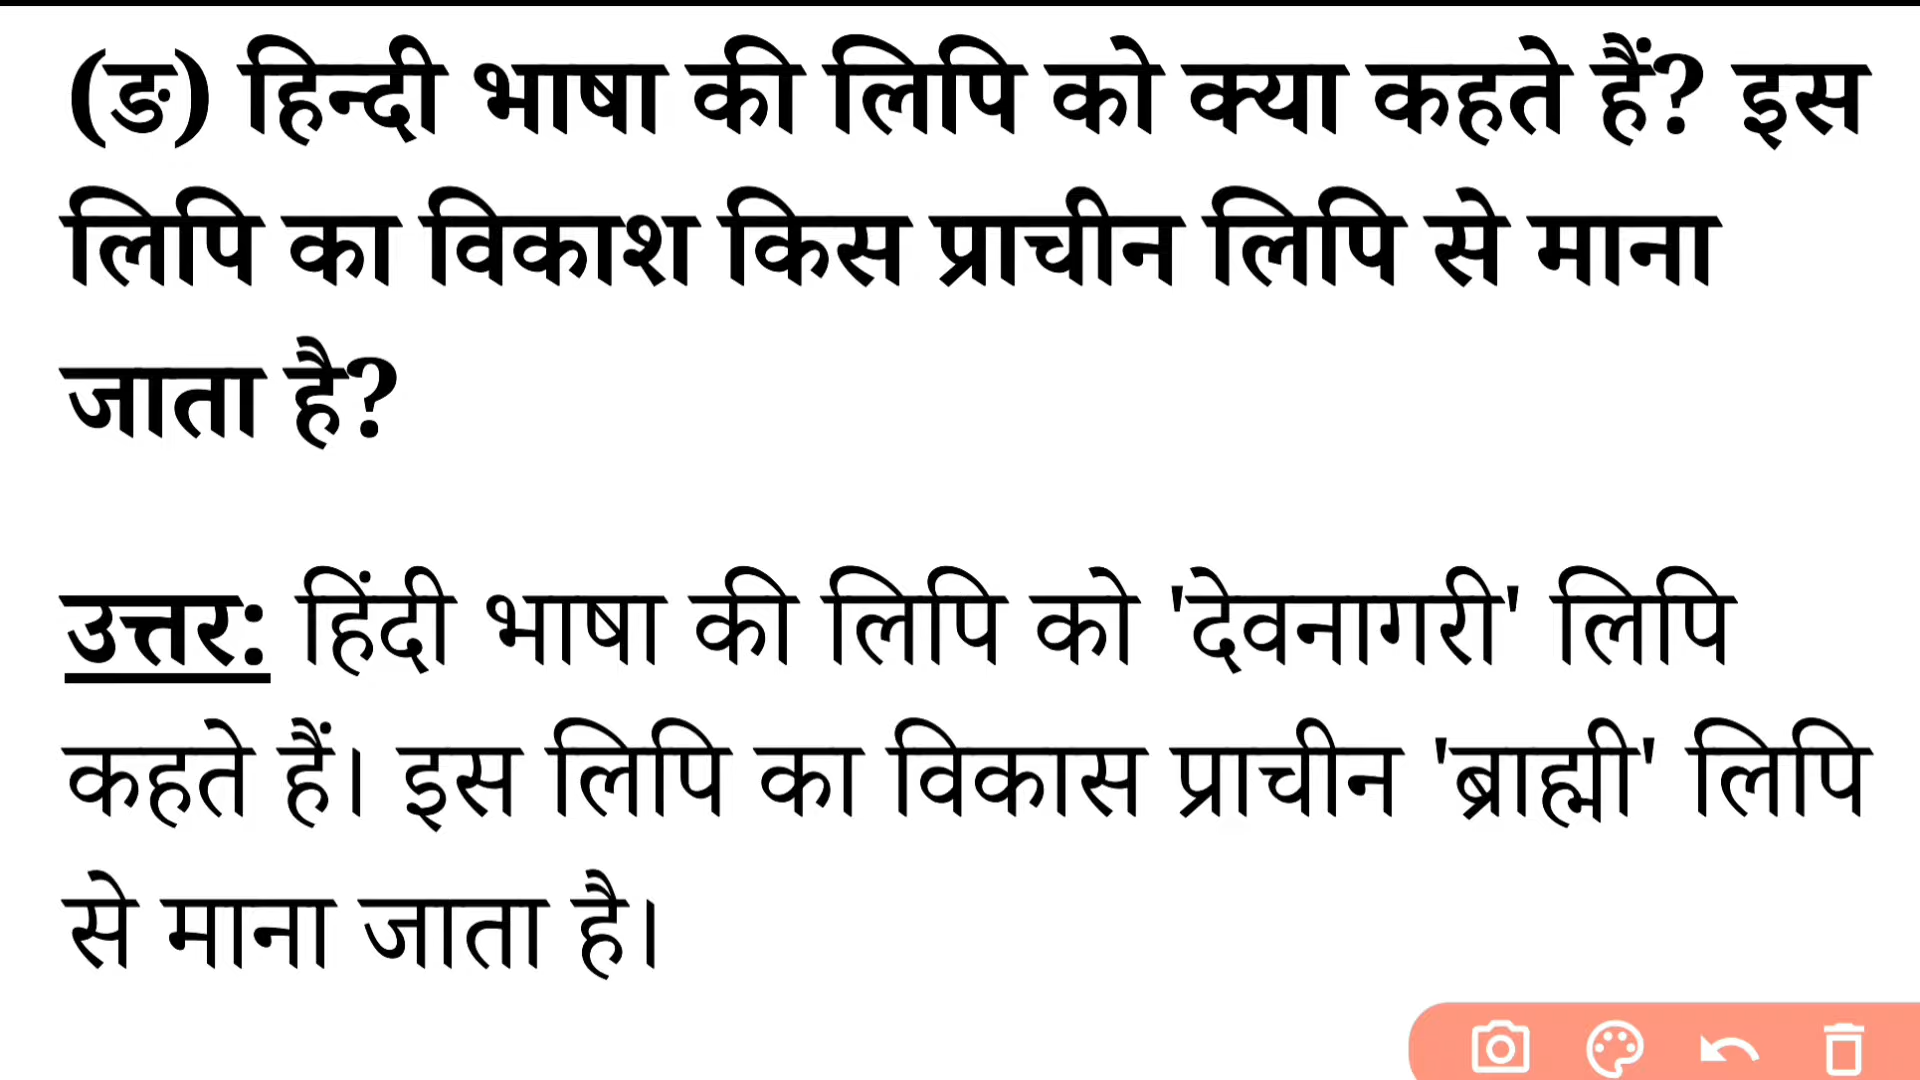 (ङ) हिन्दी भाषा की लिपि को क्या कहते हैं? इस
लिपि का विकाश किस प्राचीन लिपि से माना
जाता है?
उत्तर: हिंदी भाषा की लिपि को 'देवनागरी' लिपि
कहते हैं। इस लिपि का विकास प्राचीन 'ब्राह्मी' लिपि
से माना जाता है।